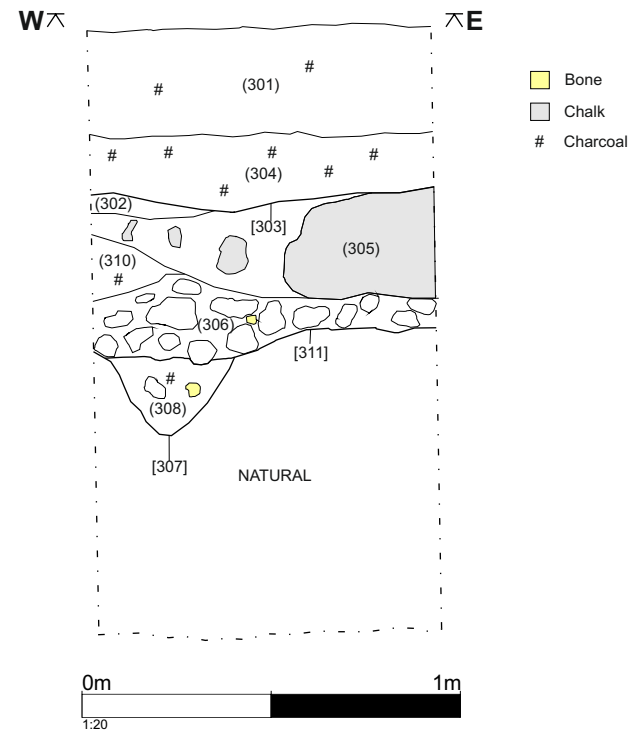 W E
Bone
Chalk
# Charcoal
#
# (301)
# # # #
(304) #
#
(302)
[303]
(305)
(310)
#
(306)
[311]
#
(308)
[307]
NATURAL
0m 1m
1:20